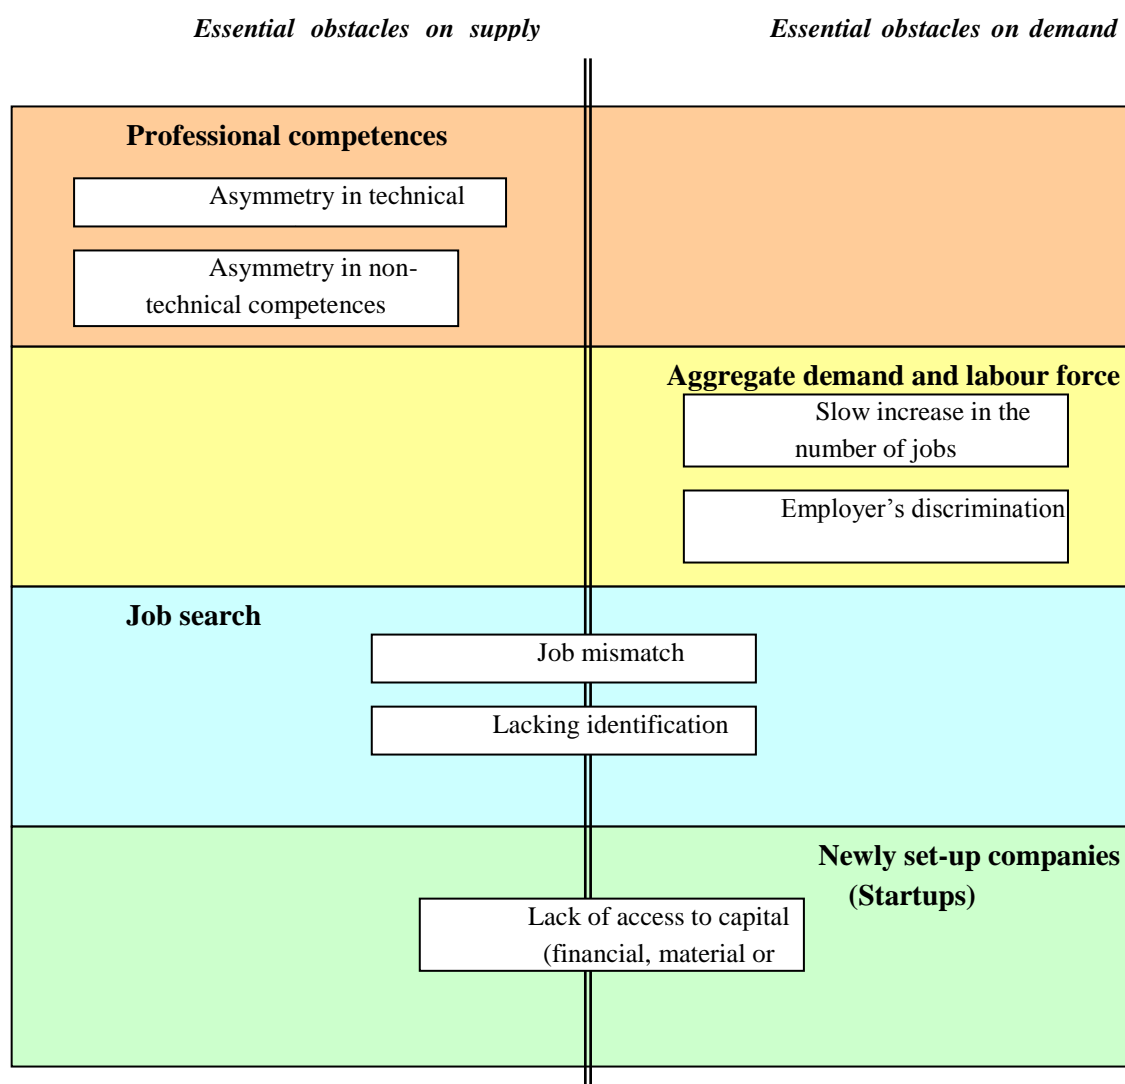 Essential obstacles on supply
Essential obstacles on demand
Professional competences
Asymmetry in technical
Asymmetry in non-
technical competences
Aggregate demand and labour force
Slow increase in the
number of jobs
Employer’s discrimination
Job search
Job mismatch
Lacking identification
Newly set-up companies
(Startups)
Lack of access to capital
(financial, material or